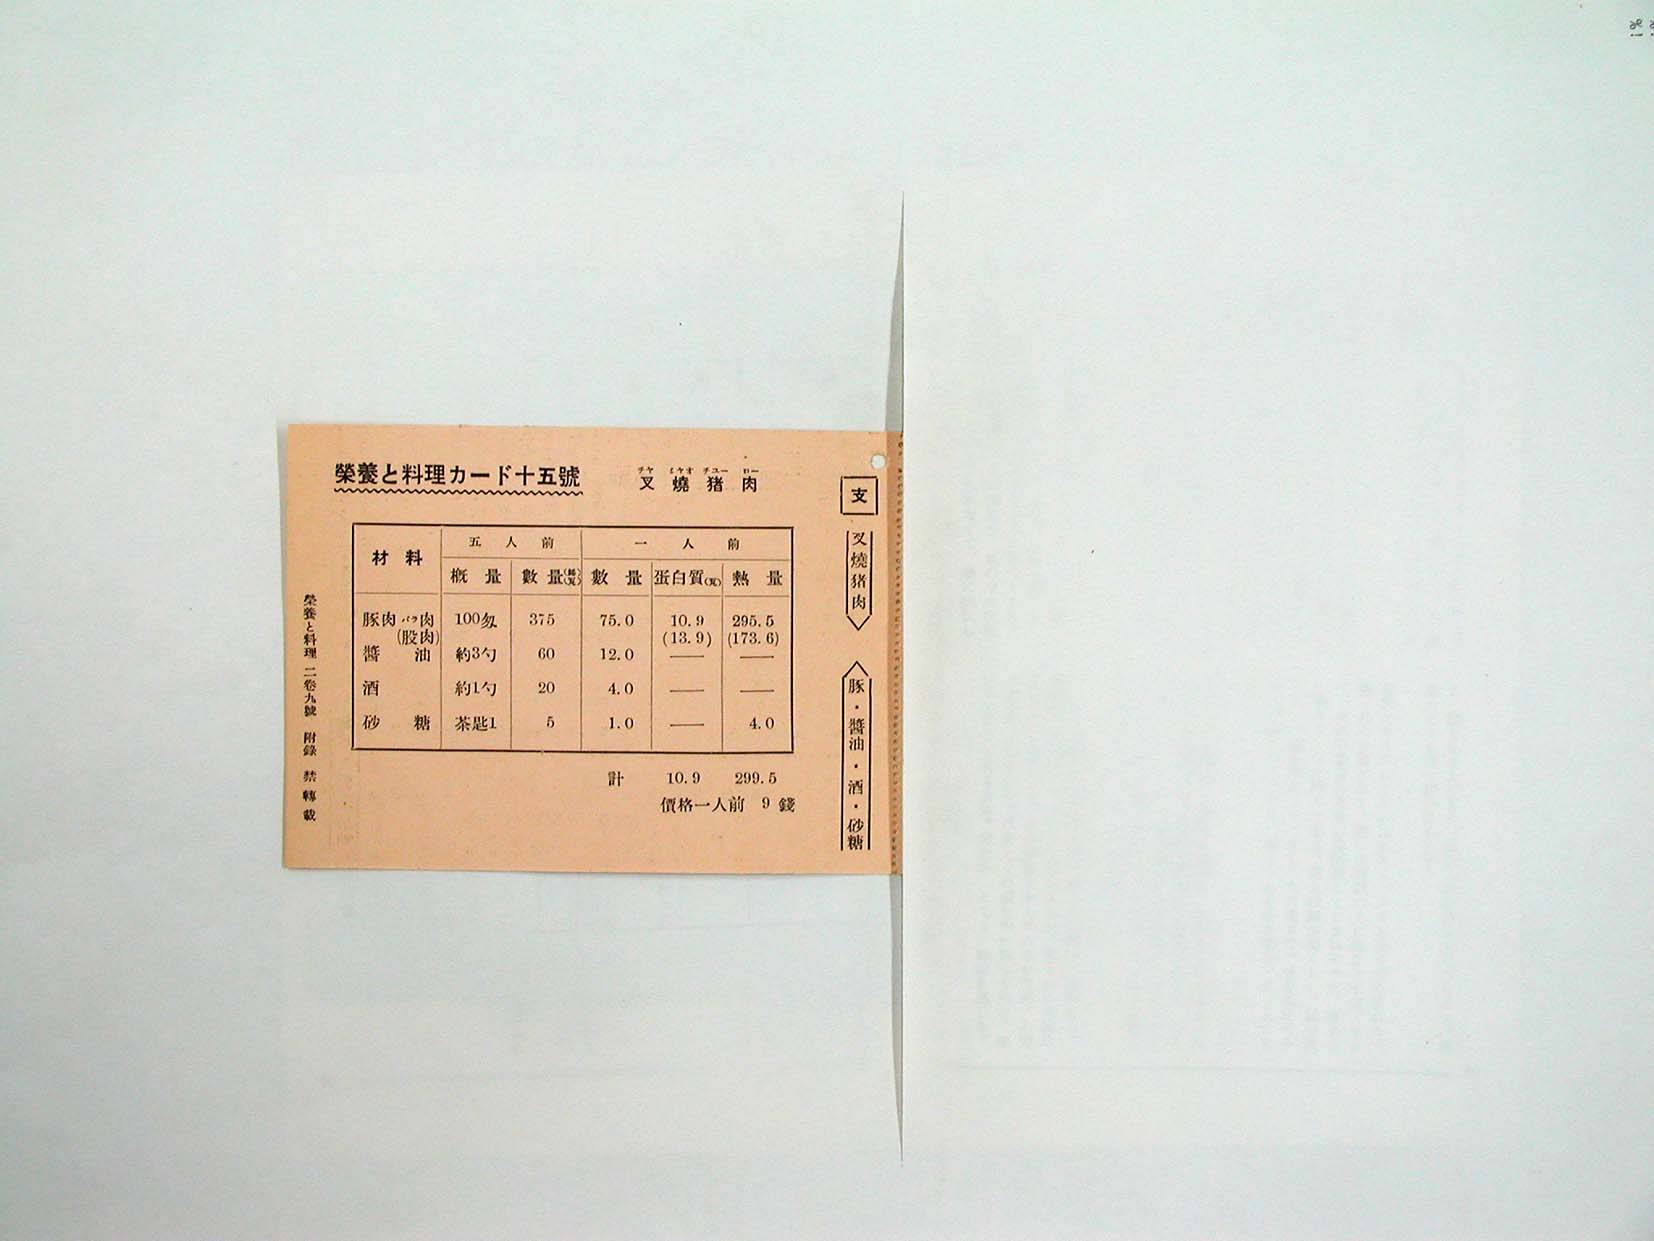 榮養と料理カード十五號
チヤ ミヤオ チユー ロー
叉燒猪肉
材料 五人前 一人前
概量 數量(純瓦) 數量 蛋白質(瓦) 熱量
豚肉 バラ肉 100匁 375 75.0 10.9 295.5
(股肉) (13.9) (173.6)
醬油 約3勺 60 12.0 — —
酒 約1勺 20 4.0 — —
砂糖 茶匙1 5 1.0 — 4.0
計 10.9 299.5
價格一人前 9錢
支
叉燒猪肉
豚・醬油・酒・砂糖
榮養と料理 二卷九號 附錄 禁轉載